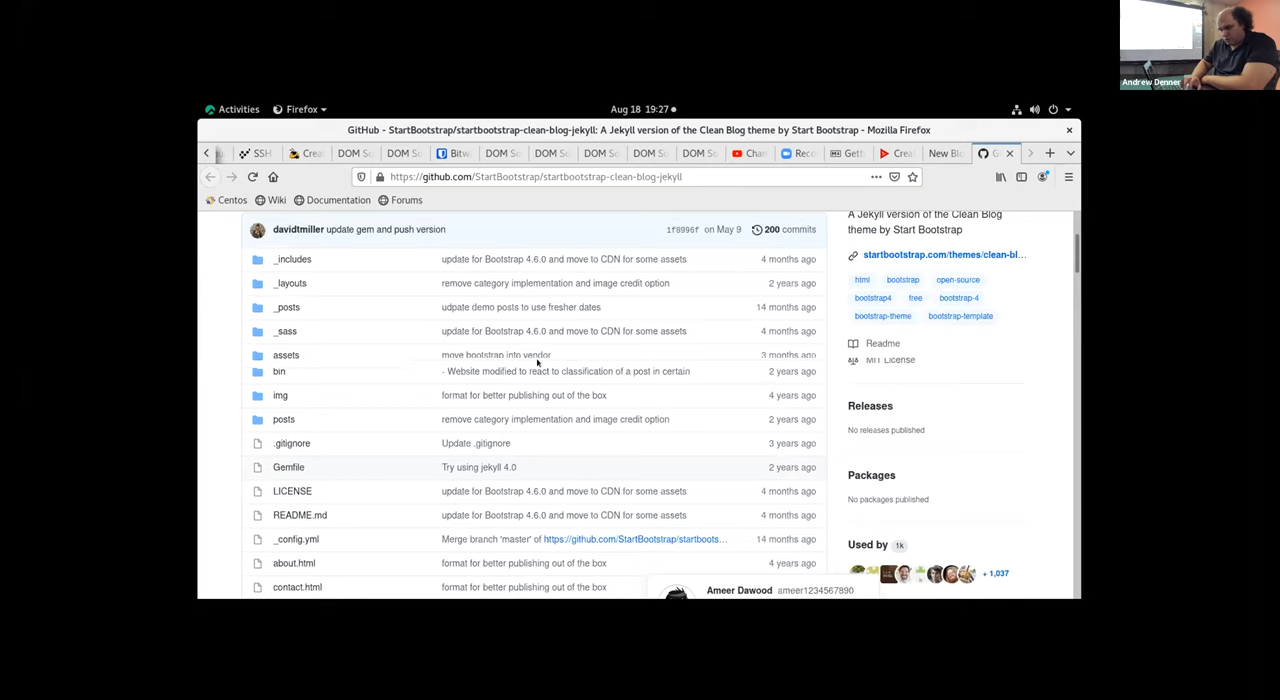 Andrew Denner
Activities Firefox Aug 18 19:27
GitHub - StartBootstrap/startbootstrap-clean-blog-jekyll: A Jekyll version of the Clean Blog theme by Start Bootstrap - Mozilla Firefox
SSH Crea DOM So DOM So Bitw DOM So DOM So DOM So DOM So DOM So Chan Reco Gett Crea New Blo G
https://github.com/StartBootstrap/startbootstrap-clean-blog-jekyll
Centos Wiki Documentation Forums
davidtmiller update gem and push version 1f8996f on May 9 200 commits
_includes update for Bootstrap 4.6.0 and move to CDN for some assets 4 months ago
_layouts remove category implementation and image credit option 2 years ago
_posts udpate demo posts to use fresher dates 14 months ago
_sass update for Bootstrap 4.6.0 and move to CDN for some assets 4 months ago
assets move bootstrap into vendor 3 months ago
bin - Website modified to react to classification of a post in certain 2 years ago
img format for better publishing out of the box 4 years ago
posts remove category implementation and image credit option 2 years ago
.gitignore Update .gitignore 3 years ago
Gemfile Try using jekyll 4.0 2 years ago
LICENSE update for Bootstrap 4.6.0 and move to CDN for some assets 4 months ago
README.md update for Bootstrap 4.6.0 and move to CDN for some assets 4 months ago
_config.yml Merge branch 'master' of https://github.com/StartBootstrap/startboots... 14 months ago
about.html format for better publishing out of the box 4 years ago
contact.html format for better publishing out of the box 4 years ago
A Jekyll version of the Clean Blog
theme by Start Bootstrap
startbootstrap.com/themes/clean-bl...
html bootstrap open-source
bootstrap4 free bootstrap-4
bootstrap-theme bootstrap-template
Readme
MIT License
Releases
No releases published
Packages
No packages published
Used by 1k
+ 1,037
Ameer Dawood ameer1234567890